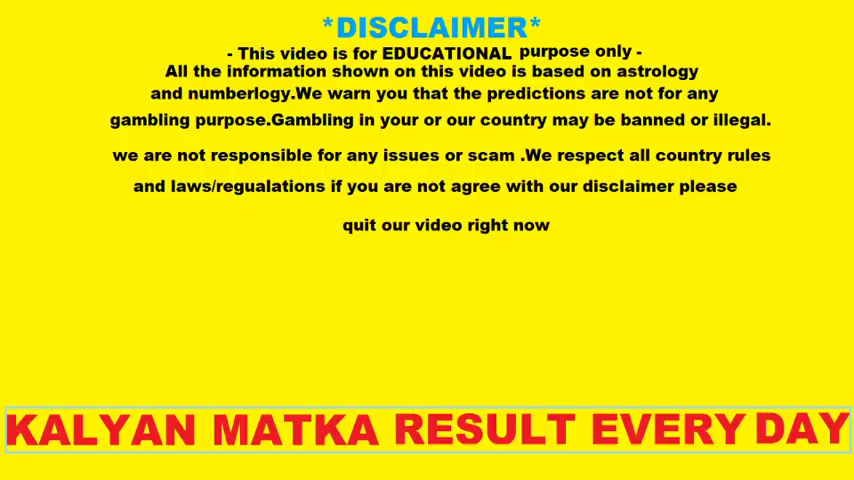 *DISCLAIMER*
- This video is for EDUCATIONAL purpose only -
All the information shown on this video is based on astrology
and numberlogy.We warn you that the predictions are not for any
gambling purpose.Gambling in your or our country may be banned or illegal.
we are not responsible for any issues or scam .We respect all country rules
and laws/regualations if you are not agree with our disclaimer please
quit our video right now
KALYAN MATKA RESULT EVERY DAY